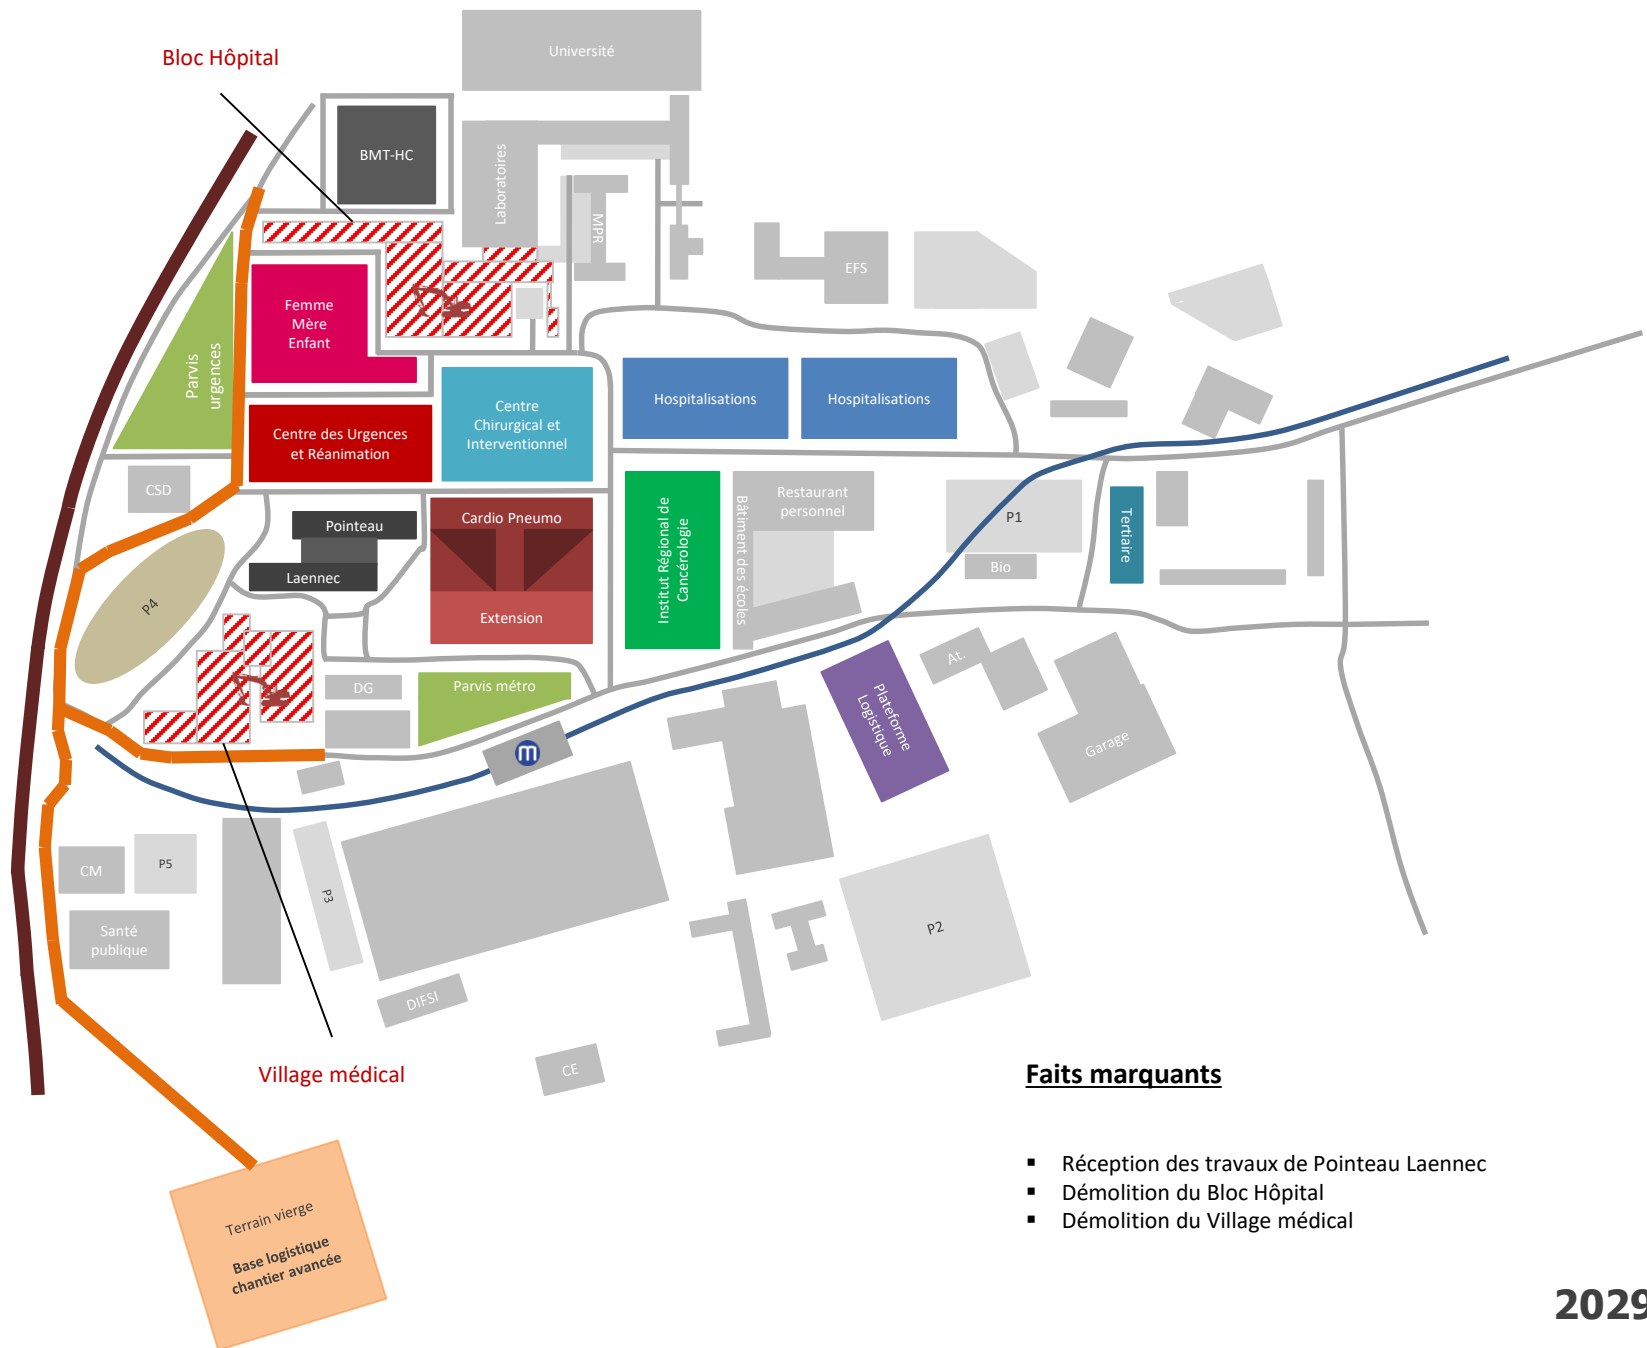 Université
Bloc Hôpital
BMT-HC
Laboratoires
MPR
EFS
Femme
Mère
Enfant
Parvis
urgences
Hospitalisations
Hospitalisations
Centre
Chirurgical et
Interventionnel
Centre des Urgences
et Réanimation
CSD
Pointeau
Laennec
Cardio Pneumo
Extension
Institut Régional de
Cancérologie
Bâtiment des écoles
Restaurant
personnel
P1
Bio
Tertiaire
P4
DG
Parvis métro
m
Plateforme
Logistique
At.
Garage
CM
P5
P3
Santé
publique
P2
DIFSI
CE
Village médical
Terrain vierge
Base logistique
chantier avancée
Faits marquants
▪ Réception des travaux de Pointeau Laennec
▪ Démolition du Bloc Hôpital
▪ Démolition du Village médical
2029